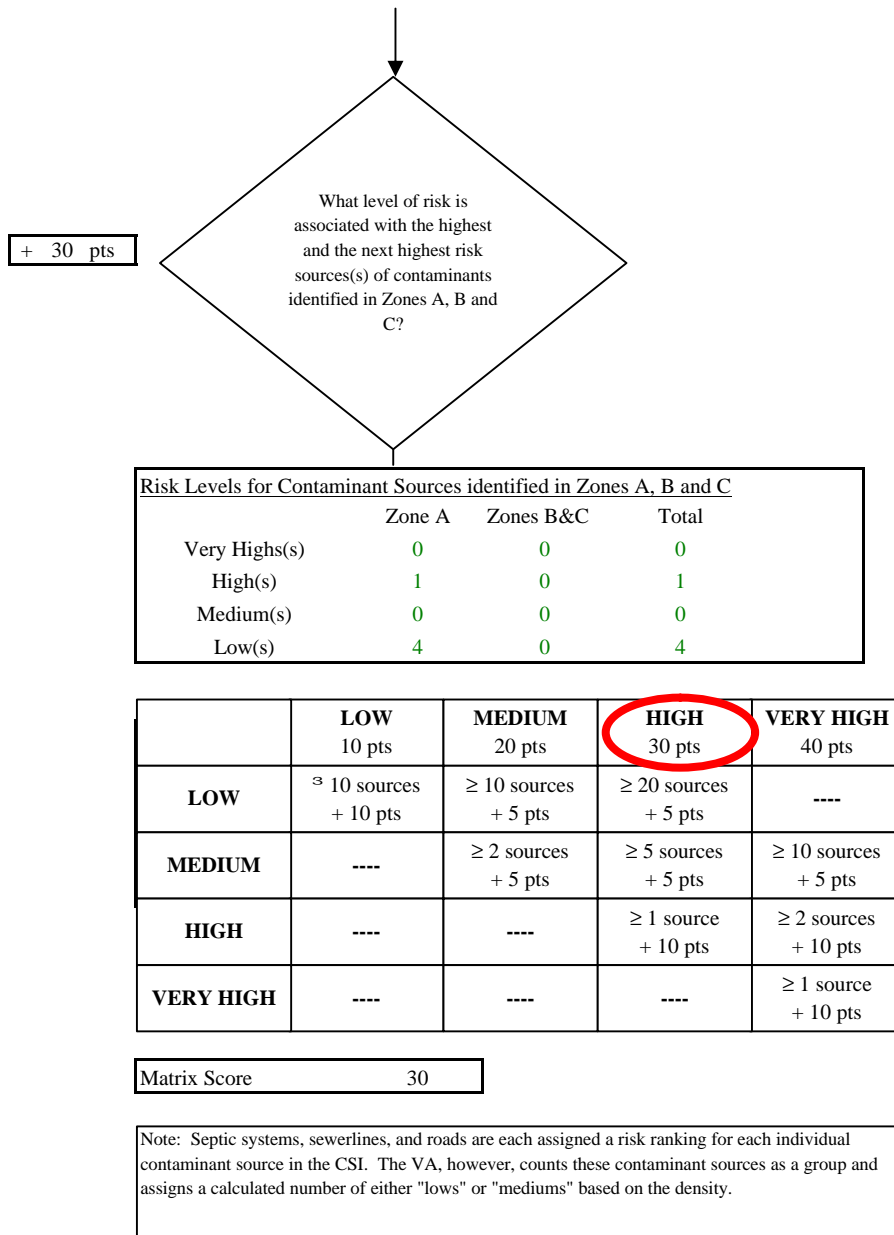 What level of risk is
associated with the highest
and the next highest risk
sources(s) of contaminants
identified in Zones A, B and
C?
+ 30 pts
Risk Levels for Contaminant Sources identified in Zones A, B and C
Zone A Zones B&C Total
Very Highs(s) 0 0 0
High(s) 1 0 1
Medium(s) 0 0 0
Low(s) 4 0 4
LOW MEDIUM HIGH VERY HIGH
10 pts 20 pts 30 pts 40 pts
LOW ³ 10 sources ≥ 10 sources ≥ 20 sources ----
+ 10 pts + 5 pts + 5 pts
MEDIUM ---- ≥ 2 sources ≥ 5 sources ≥ 10 sources
+ 5 pts + 5 pts + 5 pts
HIGH ---- ---- ≥ 1 source ≥ 2 sources
+ 10 pts + 10 pts
VERY HIGH ---- ---- ---- ≥ 1 source
+ 10 pts
Matrix Score 30
Note: Septic systems, sewerlines, and roads are each assigned a risk ranking for each individual
contaminant source in the CSI. The VA, however, counts these contaminant sources as a group and
assigns a calculated number of either "lows" or "mediums" based on the density.